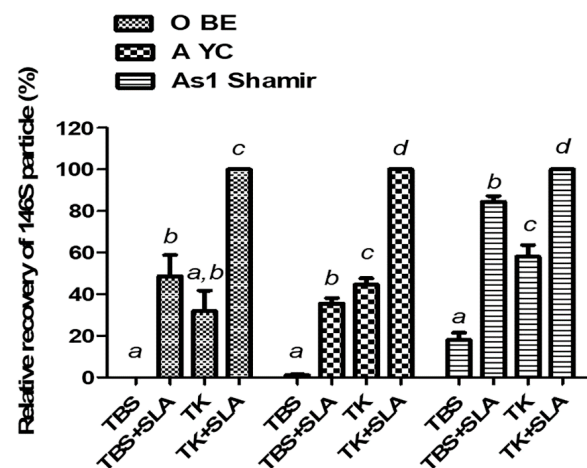 O BE
A YC
As1 Shamir
Relative recovery of 146S particle (%)
120
100
80
60
40
20
0
a
b
a,b
c
a
b
c
d
a
b
c
d
TBS
TBS+SLA
TK
TK+SLA
TBS
TBS+SLA
TK
TK+SLA
TBS
TBS+SLA
TK
TK+SLA